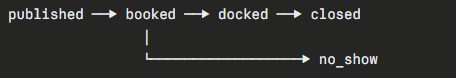 published ──> booked ──> docked ──> closed
no_show